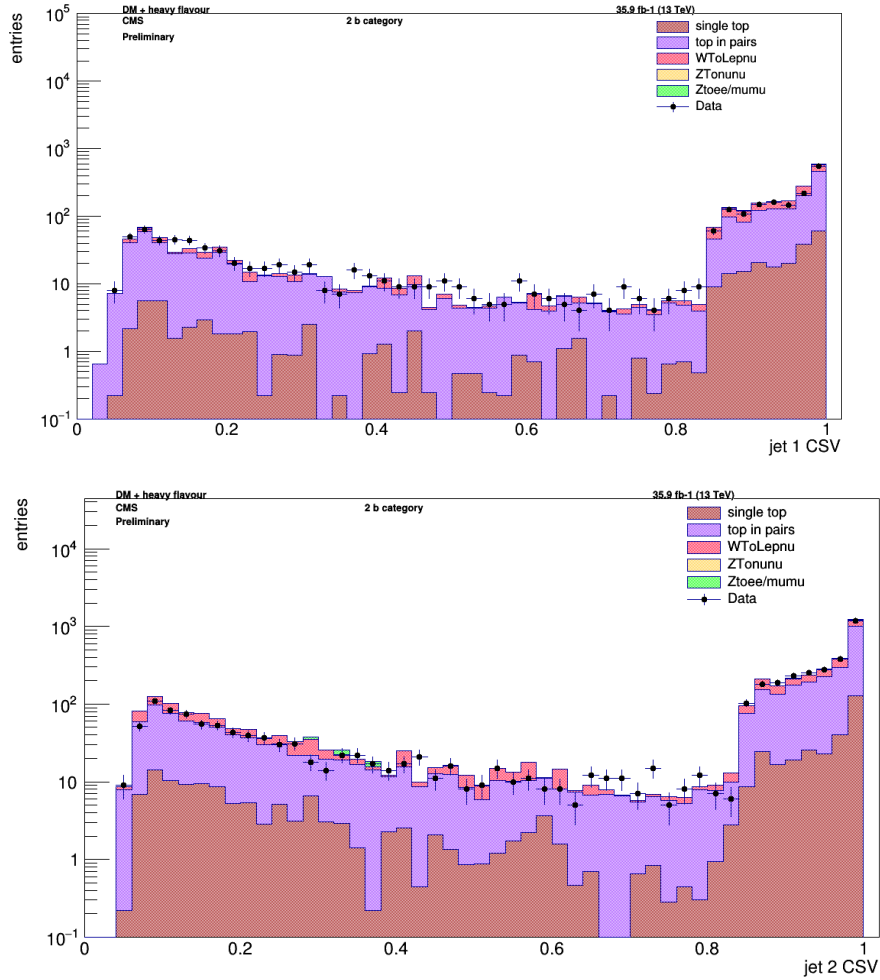 DM + heavy flavour 35.9 fb-1 (13 TeV)
CMS 2 b category
Preliminary
entries
10^5
10^4
10^3
10^2
10
1
10^-1
single top
top in pairs
WToLepnu
ZTonunu
Ztoee/mumu
Data
0 0.2 0.4 0.6 0.8 1
jet 1 CSV
DM + heavy flavour 35.9 fb-1 (13 TeV)
CMS 2 b category
Preliminary
entries
10^4
10^3
10^2
10
1
10^-1
single top
top in pairs
WToLepnu
ZTonunu
Ztoee/mumu
Data
0 0.2 0.4 0.6 0.8 1
jet 2 CSV